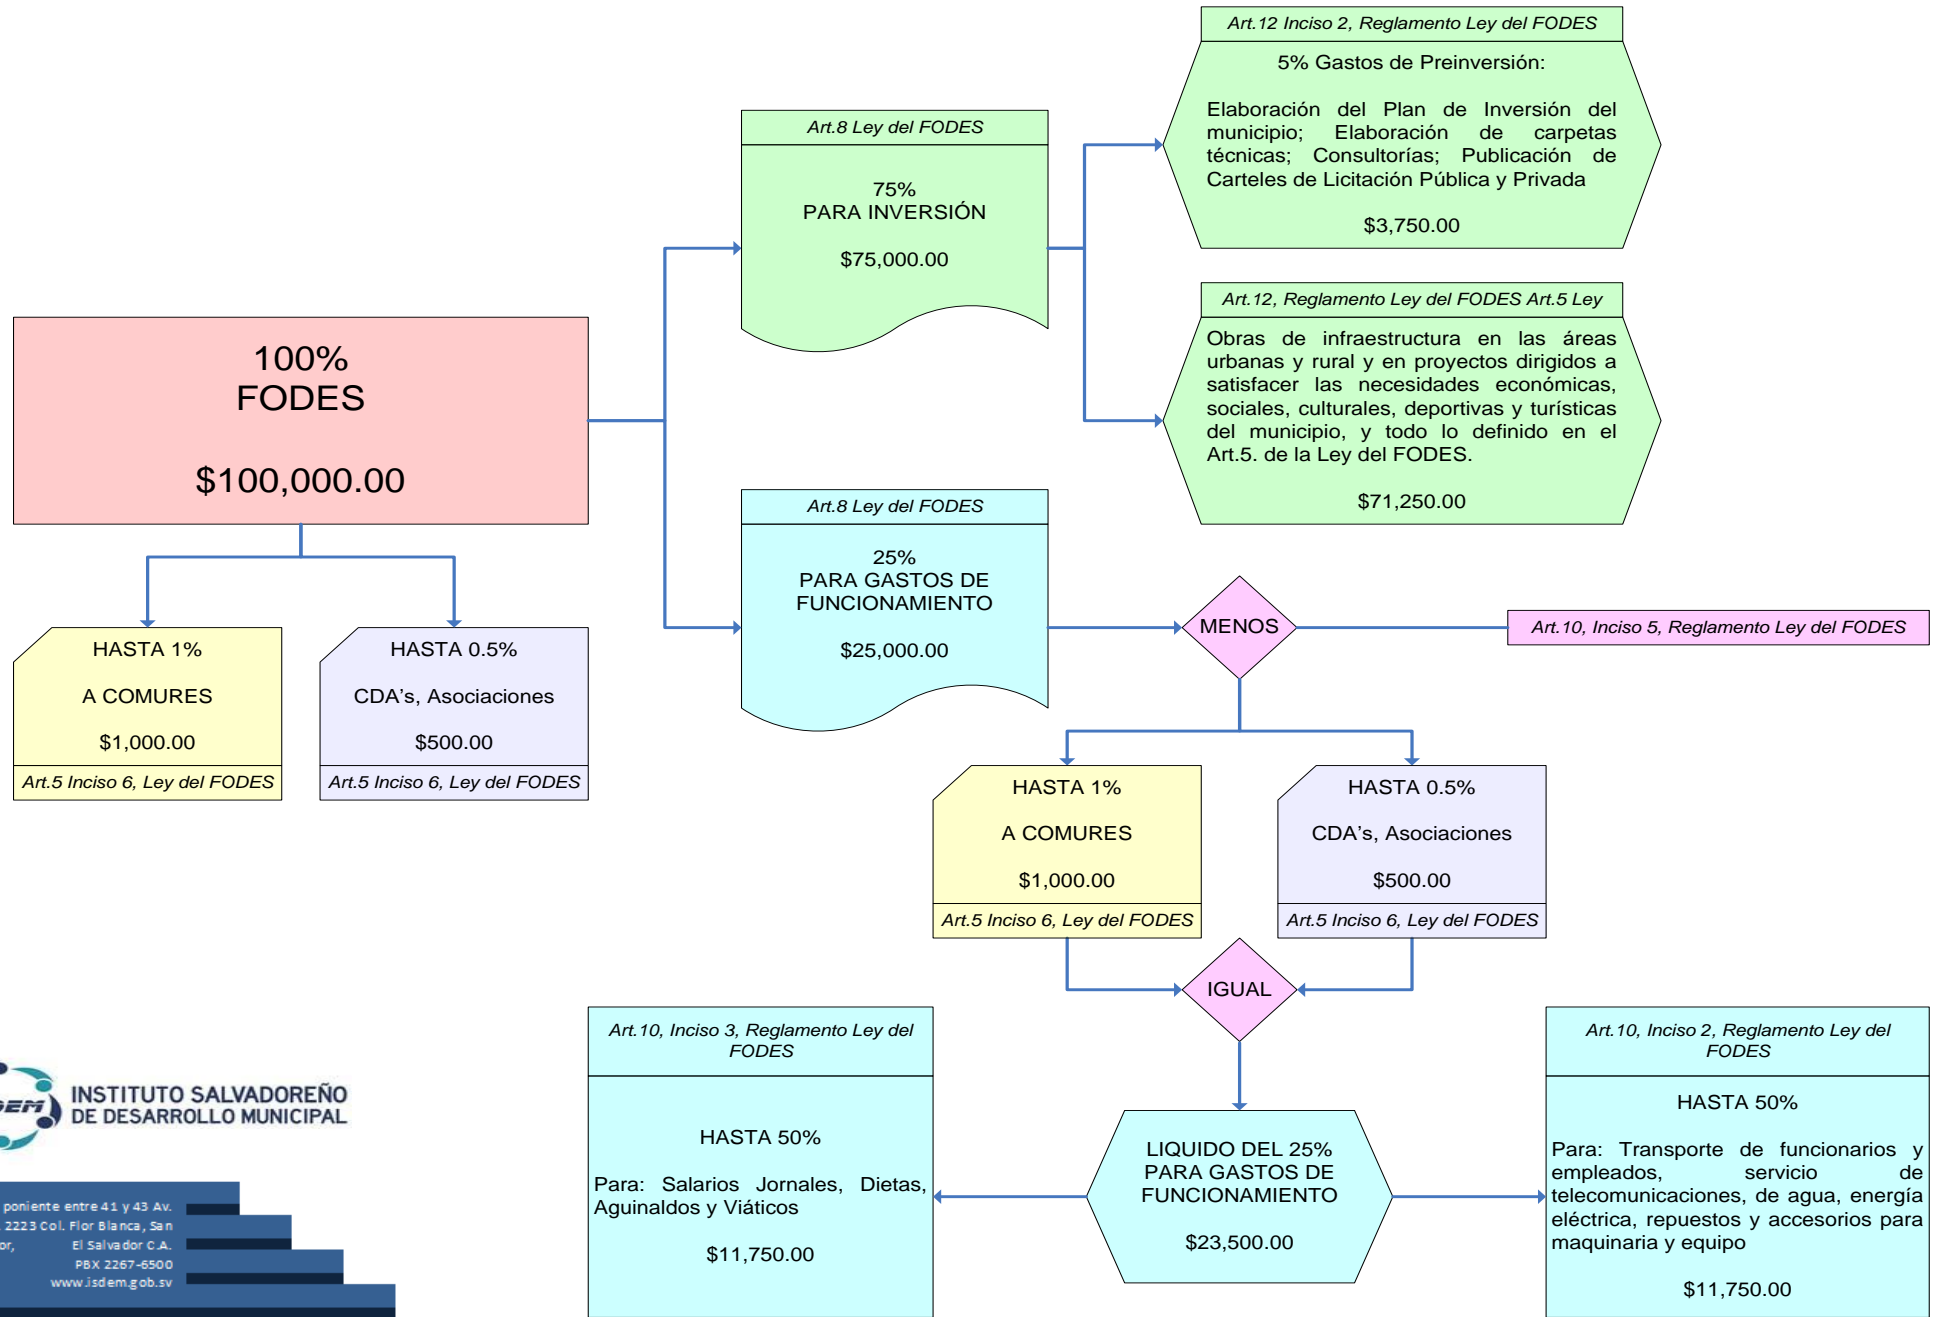 Art.12 Inciso 2, Reglamento Ley del FODES
5% Gastos de Preinversión:
Elaboración del Plan de Inversión del
municipio; Elaboración de carpetas
técnicas; Consultorías; Publicación de
Carteles de Licitación Pública y Privada
$3,750.00
Art.8 Ley del FODES
75%
PARA INVERSIÓN
$75,000.00
Art.12, Reglamento Ley del FODES Art.5 Ley
Obras de infraestructura en las áreas
urbanas y rural y en proyectos dirigidos a
satisfacer las necesidades económicas,
sociales, culturales, deportivas y turísticas
del municipio, y todo lo definido en el
Art.5. de la Ley del FODES.
$71,250.00
100%
FODES
$100,000.00
Art.8 Ley del FODES
25%
PARA GASTOS DE
FUNCIONAMIENTO
$25,000.00
MENOS
Art.10, Inciso 5, Reglamento Ley del FODES
HASTA 1%
A COMURES
$1,000.00
Art.5 Inciso 6, Ley del FODES
HASTA 0.5%
CDA's, Asociaciones
$500.00
Art.5 Inciso 6, Ley del FODES
HASTA 1%
A COMURES
$1,000.00
Art.5 Inciso 6, Ley del FODES
HASTA 0.5%
CDA's, Asociaciones
$500.00
Art.5 Inciso 6, Ley del FODES
IGUAL
Art.10, Inciso 3, Reglamento Ley del
FODES
HASTA 50%
Para: Salarios Jornales, Dietas,
Aguinaldos y Viáticos
$11,750.00
LIQUIDO DEL 25%
PARA GASTOS DE
FUNCIONAMIENTO
$23,500.00
Art.10, Inciso 2, Reglamento Ley del
FODES
HASTA 50%
Para: Transporte de funcionarios y
empleados, servicio de
telecomunicaciones, de agua, energía
eléctrica, repuestos y accesorios para
maquinaria y equipo
$11,750.00
INSTITUTO SALVADOREÑO
DE DESARROLLO MUNICIPAL
poniente entre 41 y 43 Av.
2223 Col. Flor Blanca, San
El Salvador C.A.
PBX 2267-6500
www.isdem.gob.sv